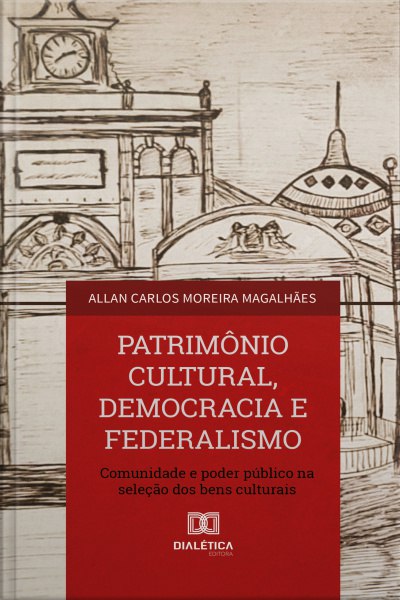 ALLAN CARLOS MOREIRA MAGALHÃES
PATRIMÔNIO
CULTURAL,
DEMOCRACIA E
FEDERALISMO
Comunidade e poder público na
seleção dos bens culturais
DIALÉTICA
EDITORA